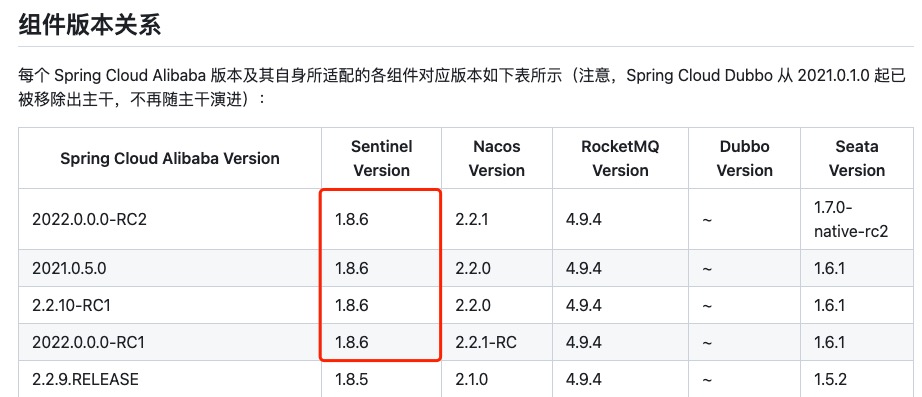 组件版本关系
每个 Spring Cloud Alibaba 版本及其自身所适配的各组件对应版本如下表所示（注意，Spring Cloud Dubbo 从 2021.0.1.0 起已
被移除出主干，不再随主干演进）：
Spring Cloud Alibaba Version Sentinel Version Nacos Version RocketMQ Version Dubbo Version Seata Version
2022.0.0.0-RC2 1.8.6 2.2.1 4.9.4 ~ 1.7.0-native-rc2
2021.0.5.0 1.8.6 2.2.0 4.9.4 ~ 1.6.1
2.2.10-RC1 1.8.6 2.2.0 4.9.4 ~ 1.6.1
2022.0.0.0-RC1 1.8.6 2.2.1-RC 4.9.4 ~ 1.6.1
2.2.9.RELEASE 1.8.5 2.1.0 4.9.4 ~ 1.5.2